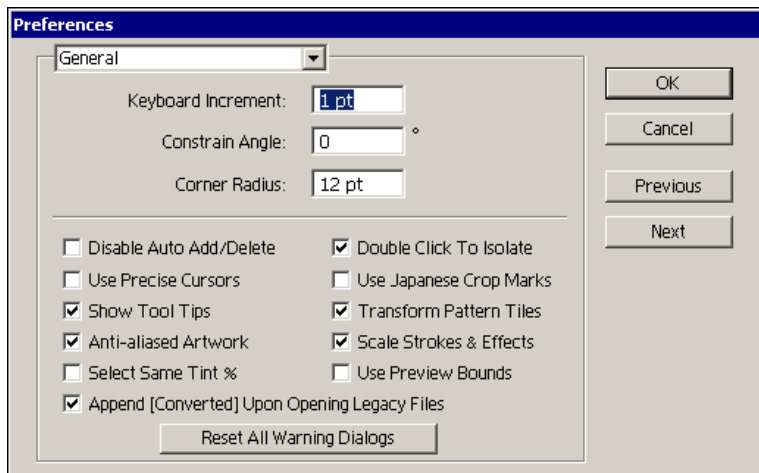 Preferences
General
Keyboard Increment: 1 pt
Constrain Angle: 0 °
Corner Radius: 12 pt
OK
Cancel
Previous
Next
Disable Auto Add/Delete
Double Click To Isolate
Use Precise Cursors
Use Japanese Crop Marks
Show Tool Tips
Transform Pattern Tiles
Anti-aliased Artwork
Scale Strokes & Effects
Select Same Tint %
Use Preview Bounds
Append [Converted] Upon Opening Legacy Files
Reset All Warning Dialogs